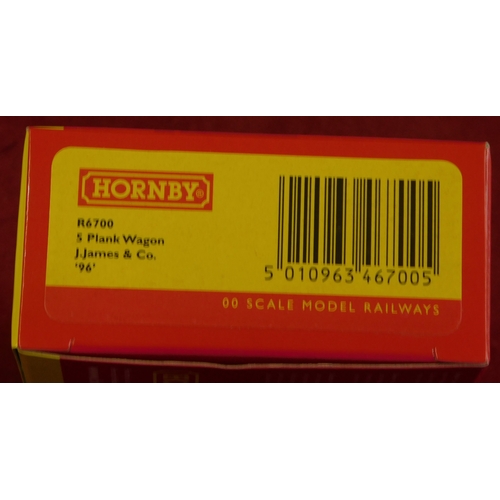 HORNBY®
R6700
5 Plank Wagon
J.James & Co.
'96'
5 010963 467005
00 SCALE MODEL RAILWAYS